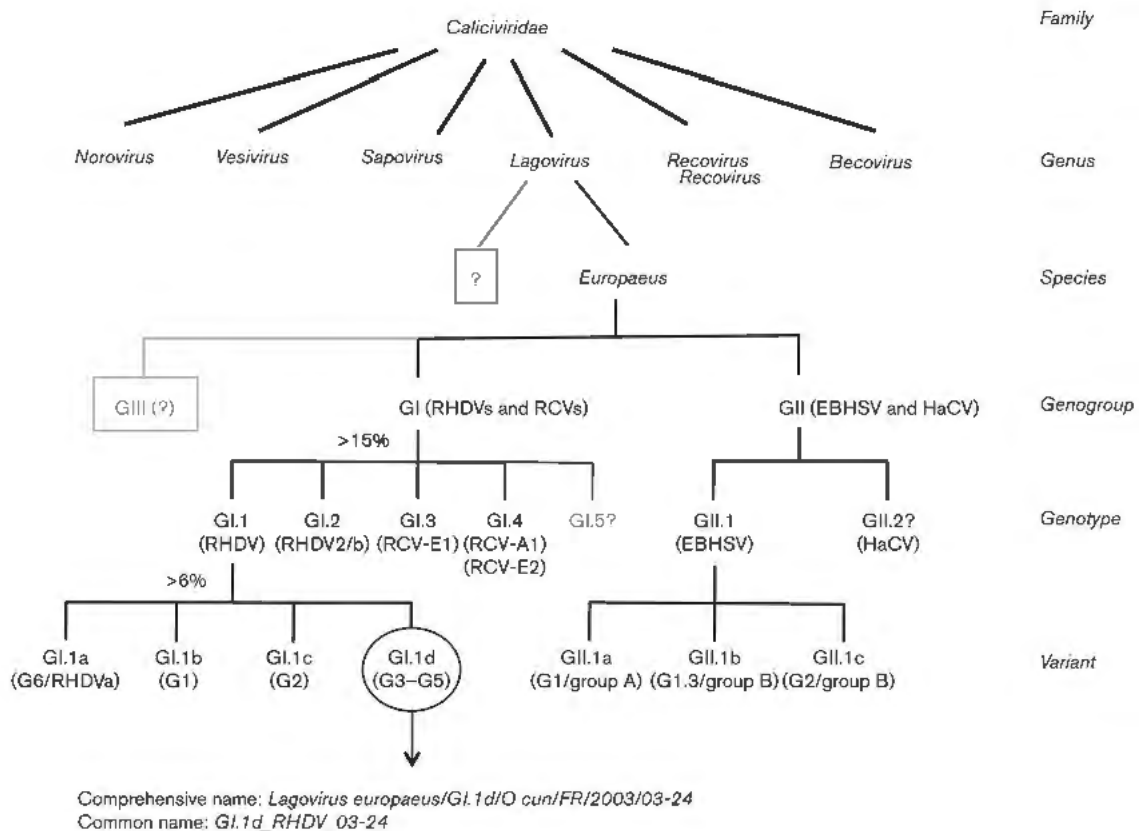 Caliciviridae Family
Norovirus Vesivirus Sapovirus Lagovirus Recovirus Becovirus Genus
Recovirus
? Europaeus Species
GIII (?) GI (RHDVs and RCVs) GII (EBHSV and HaCV) Genogroup
>15%
GI.1 GI.2 GI.3 GI.4 GI.5? GII.1 GII.2? Genotype
(RHDV) (RHDV2/b) (RCV-E1) (RCV-A1) (EBHSV) (HaCV)
(RCV-E2)
>6%
GI.1a GI.1b GI.1c GI.1d GII.1a GII.1b GII.1c Variant
(G6/RHDVa) (G1) (G2) (G3–G5) (G1/group A) (G1.3/group B) (G2/group B)
Comprehensive name: Lagovirus europaeus/GI.1d/O cun/FR/2003/03-24
Common name: GI.1d_RHDV_03-24